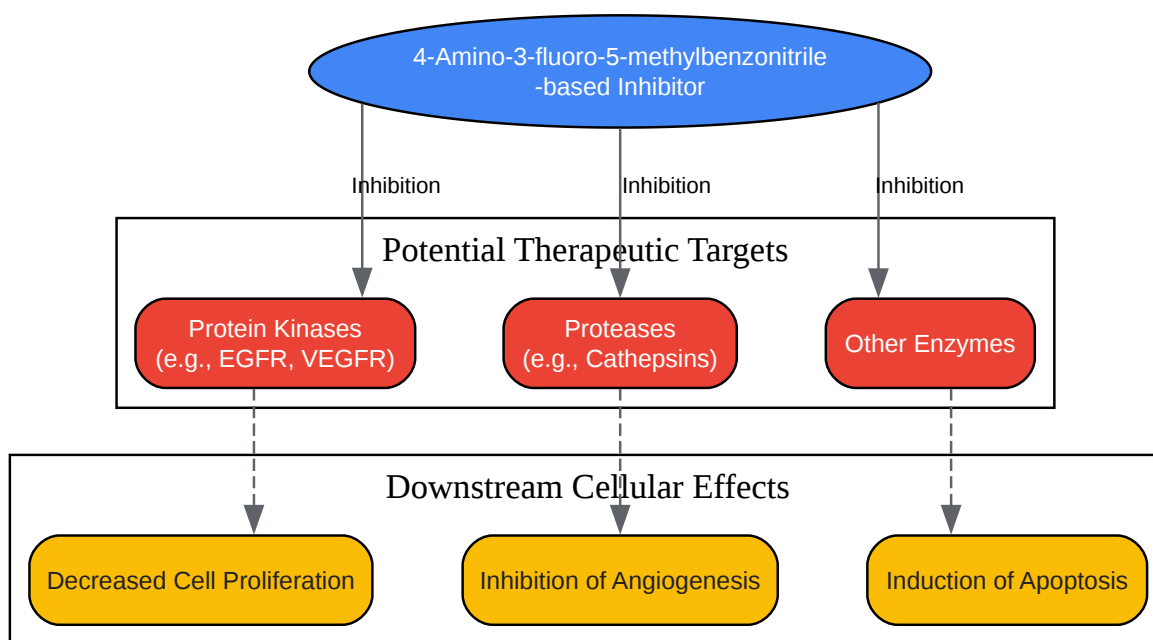 4-Amino-3-fluoro-5-methylbenzonitrile
-based Inhibitor
Inhibition
Inhibition
Inhibition
Potential Therapeutic Targets
Protein Kinases
(e.g., EGFR, VEGFR)
Proteases
(e.g., Cathepsins)
Other Enzymes
Downstream Cellular Effects
Decreased Cell Proliferation
Inhibition of Angiogenesis
Induction of Apoptosis